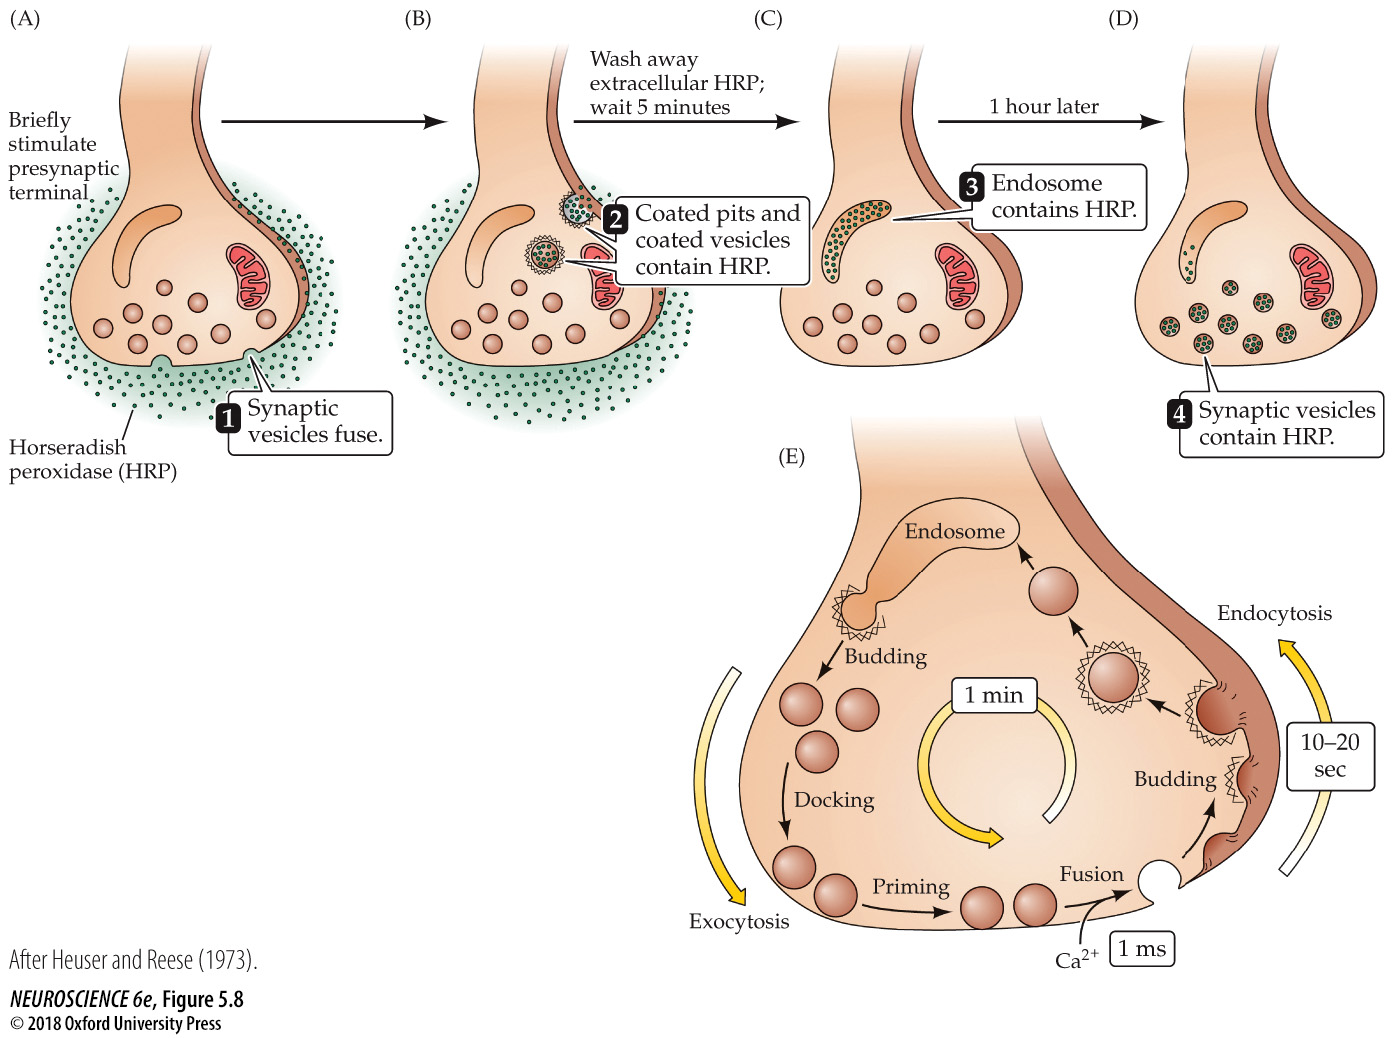 (A)
Briefly
stimulate
presynaptic
terminal
Horseradish
peroxidase (HRP)
1 Synaptic
vesicles fuse.
(B)
2 Coated pits and
coated vesicles
contain HRP.
Wash away
extracellular HRP;
wait 5 minutes
(C)
3 Endosome
contains HRP.
1 hour later
(D)
4 Synaptic vesicles
contain HRP.
(E)
Endosome
Budding
Docking
Priming
Fusion
Ca²⁺
1 ms
Budding
1 min
Exocytosis
Endocytosis
10–20
sec
After Heuser and Reese (1973).
NEUROSCIENCE 6e, Figure 5.8
© 2018 Oxford University Press